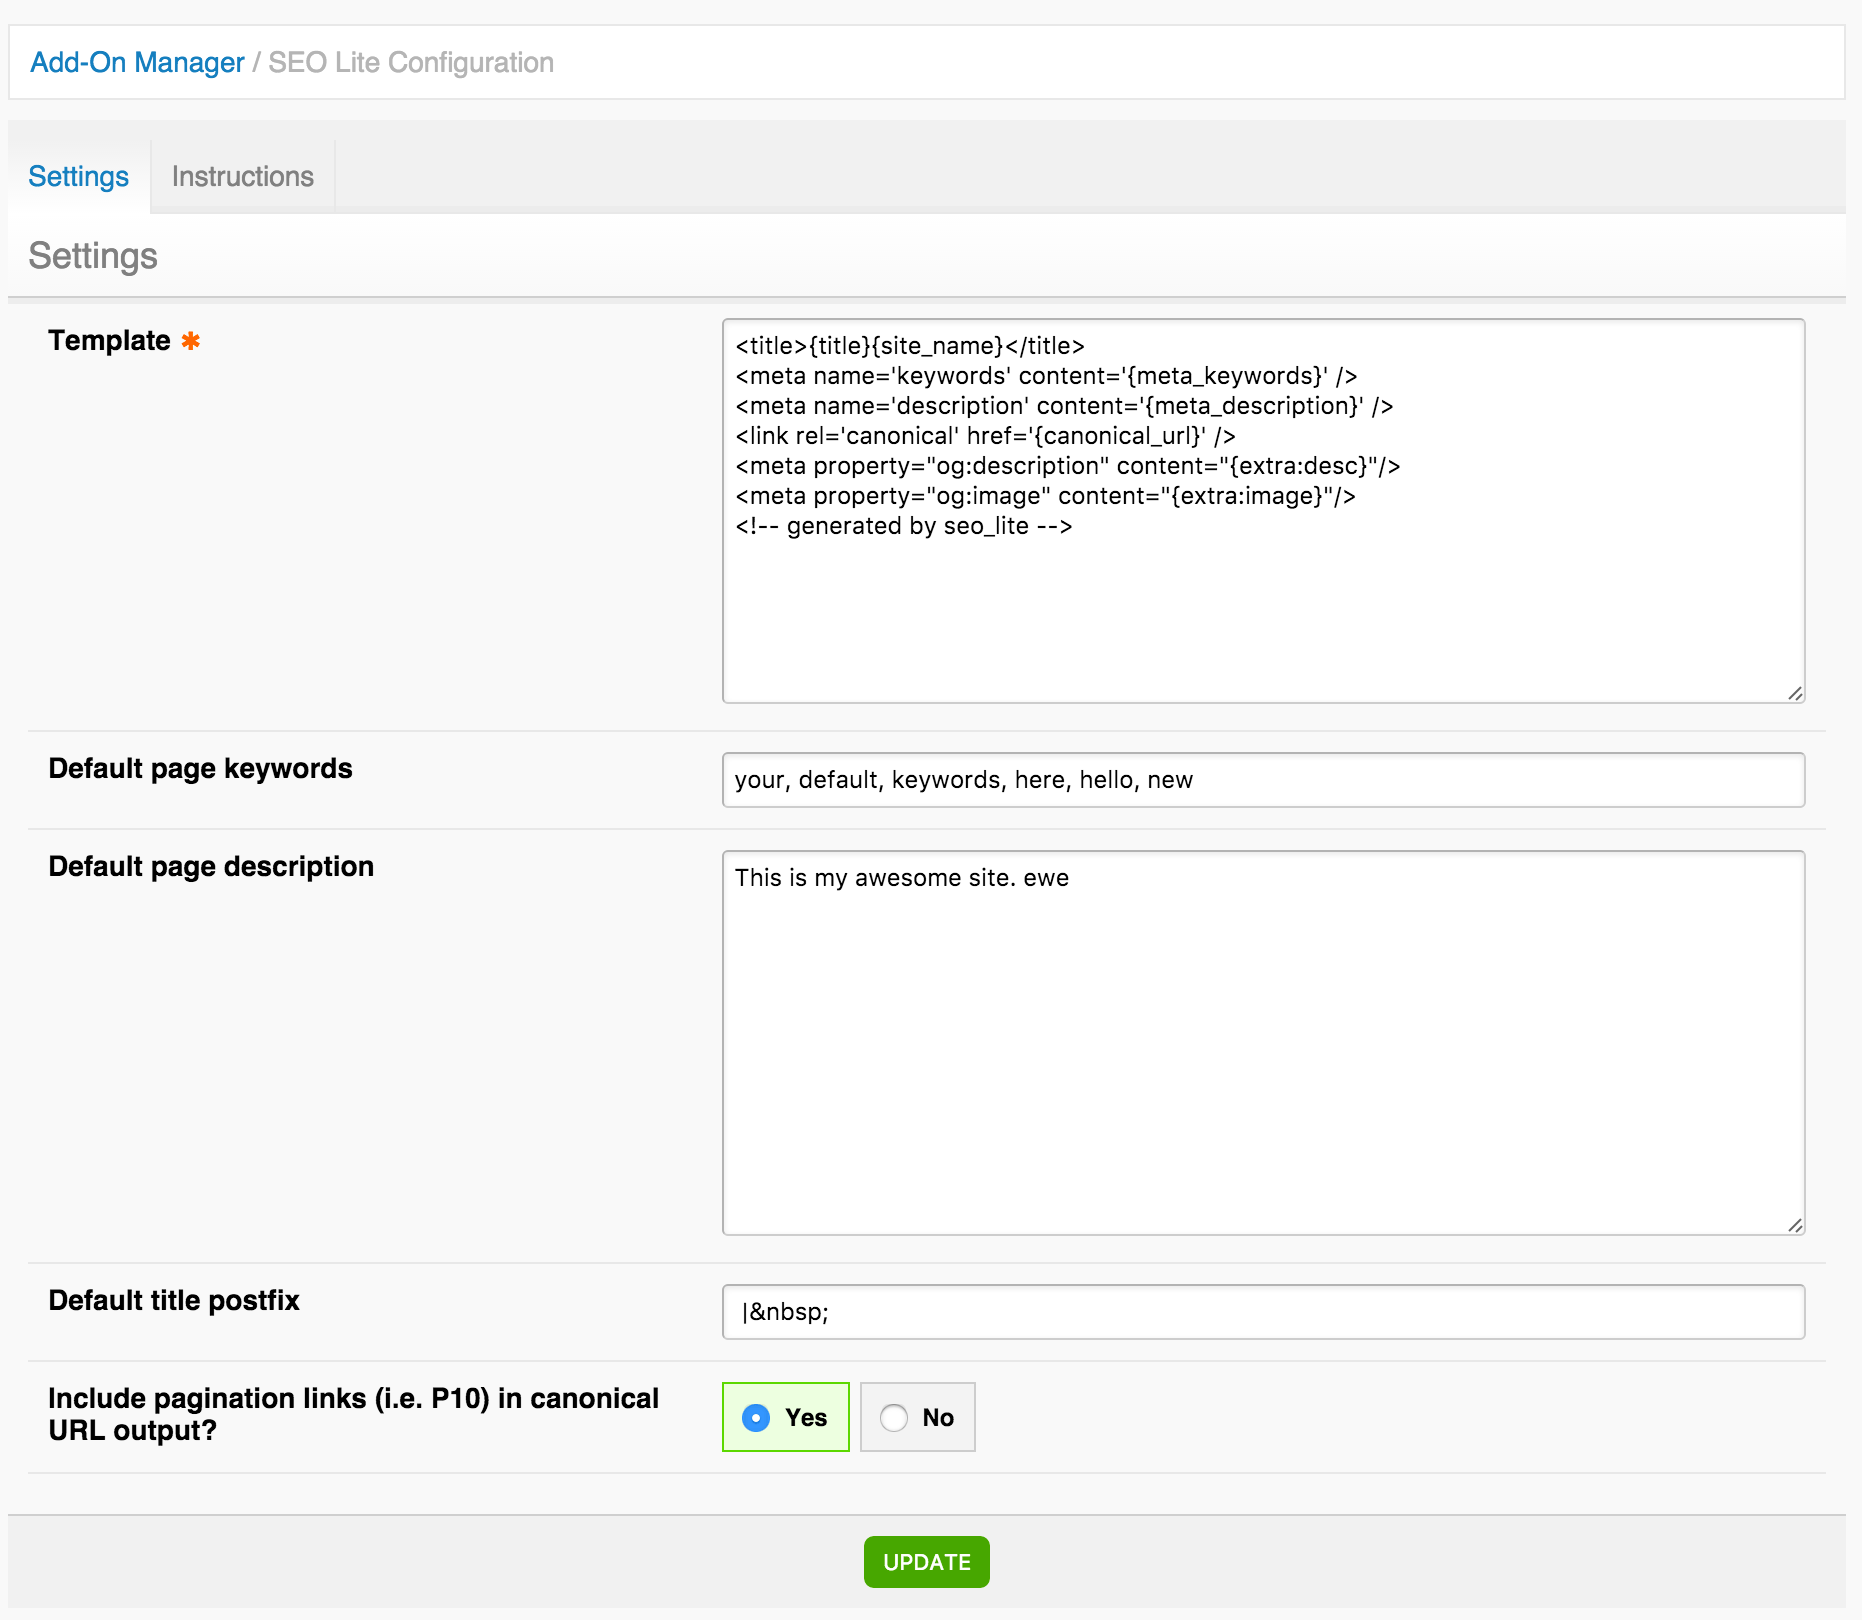 Add-On Manager / SEO Lite Configuration
Settings
Instructions
Settings
Template *
<title>{title}{site_name}</title>
<meta name='keywords' content='{meta_keywords}' />
<meta name='description' content='{meta_description}' />
<link rel='canonical' href='{canonical_url}' />
<meta property="og:description" content="{extra:desc}"/>
<meta property="og:image" content="{extra:image}"/>
<!-- generated by seo_lite -->
Default page keywords
your, default, keywords, here, hello, new
Default page description
This is my awesome site. ewe
Default title postfix
|&nbsp;
Include pagination links (i.e. P10) in canonical
URL output?
Yes
No
UPDATE